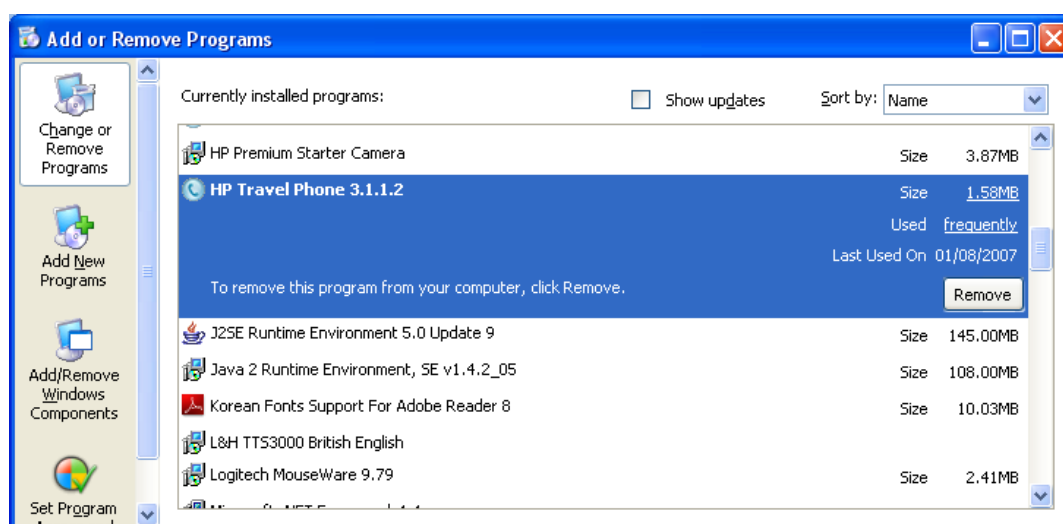 Add or Remove Programs
Change or
Remove
Programs
Add New
Programs
Add/Remove
Windows
Components
Set Program
Currently installed programs:
Show updates
Sort by: Name
HP Premium Starter Camera Size 3.87MB
HP Travel Phone 3.1.1.2 Size 1.58MB
Used frequently
Last Used On 01/08/2007
To remove this program from your computer, click Remove. Remove
J2SE Runtime Environment 5.0 Update 9 Size 145.00MB
Java 2 Runtime Environment, SE v1.4.2_05 Size 108.00MB
Korean Fonts Support For Adobe Reader 8 Size 10.03MB
L&H TTS3000 British English
Logitech MouseWare 9.79 Size 2.41MB